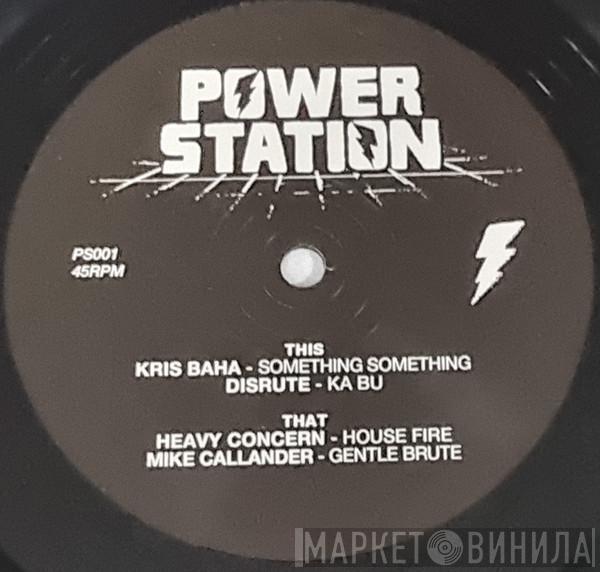 POWER
STATION
PS001
45RPM
THIS
KRIS BAHA - SOMETHING SOMETHING
DISRUTE - KA BU
THAT
HEAVY CONCERN - HOUSE FIRE
MIKE CALLANDER - GENTLE BRUTE
МАРКЕТ ВИНИЛА